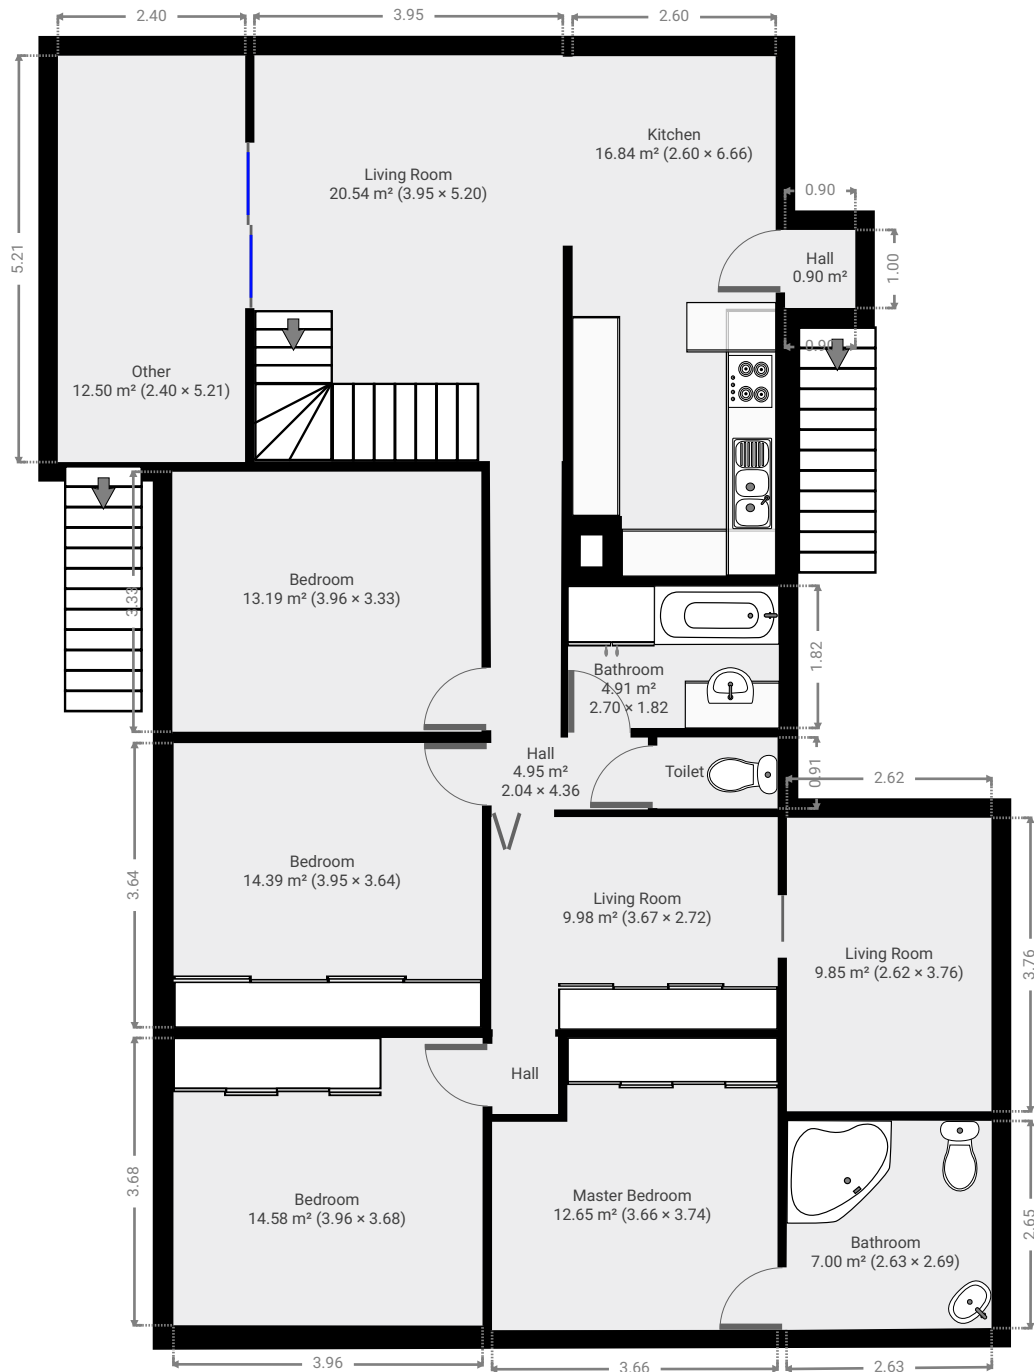 2.40
3.95
2.60
Kitchen
16.84 m² (2.60 × 6.66)
Living Room
20.54 m² (3.95 × 5.20)
0.90
5.21
Hall
0.90 m²
1.00
0.90
Other
12.50 m² (2.40 × 5.21)
Bedroom
13.19 m² (3.96 × 3.33)
3.33
Bathroom
4.91 m²
2.70 × 1.82
1.82
Hall
4.95 m²
2.04 × 4.36
Toilet
0.91
2.62
Bedroom
14.39 m² (3.95 × 3.64)
3.64
Living Room
9.98 m² (3.67 × 2.72)
Living Room
9.85 m² (2.62 × 3.76)
3.76
Hall
3.68
Bedroom
14.58 m² (3.96 × 3.68)
Master Bedroom
12.65 m² (3.66 × 3.74)
Bathroom
7.00 m² (2.63 × 2.69)
2.65
3.96
3.66
2.63